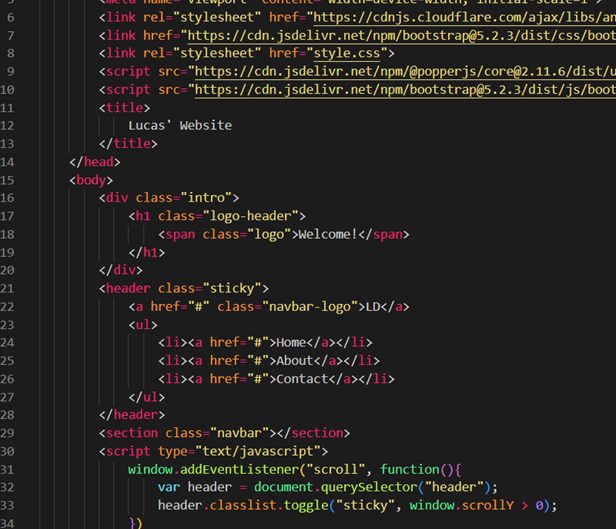 <meta name="viewport" content="width=device-width, initial-scale=1">
6 <link rel="stylesheet" href="https://cdnjs.cloudflare.com/ajax/libs/an
7 <link href="https://cdn.jsdelivr.net/npm/bootstrap@5.2.3/dist/css/boot
8 <link rel="stylesheet" href="style.css">
9 <script src="https://cdn.jsdelivr.net/npm/@popperjs/core@2.11.6/dist/u
10 <script src="https://cdn.jsdelivr.net/npm/bootstrap@5.2.3/dist/js/boot
11 <title>
12 Lucas' Website
13 </title>
14 </head>
15 <body>
16 <div class="intro">
17 <h1 class="logo-header">
18 <span class="logo">Welcome!</span>
19 </h1>
20 </div>
21 <header class="sticky">
22 <a href="#" class="navbar-logo">LD</a>
23 <ul>
24 <li><a href="#">Home</a></li>
25 <li><a href="#">About</a></li>
26 <li><a href="#">Contact</a></li>
27 </ul>
28 </header>
29 <section class="navbar"></section>
30 <script type="text/javascript">
31 window.addEventListener("scroll", function(){
32 var header = document.querySelector("header");
33 header.classlist.toggle("sticky", window.scrollY > 0);
34 })